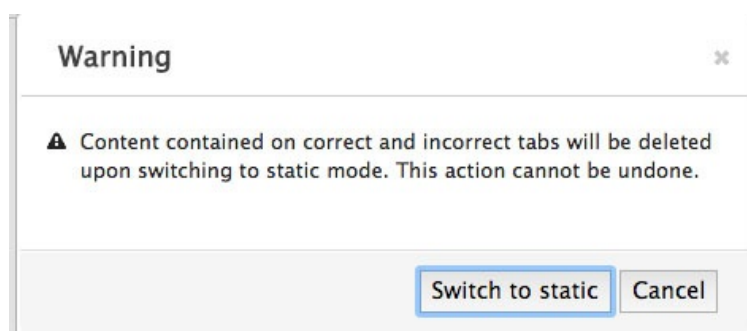 Warning
Content contained on correct and incorrect tabs will be deleted
upon switching to static mode. This action cannot be undone.
Switch to static Cancel